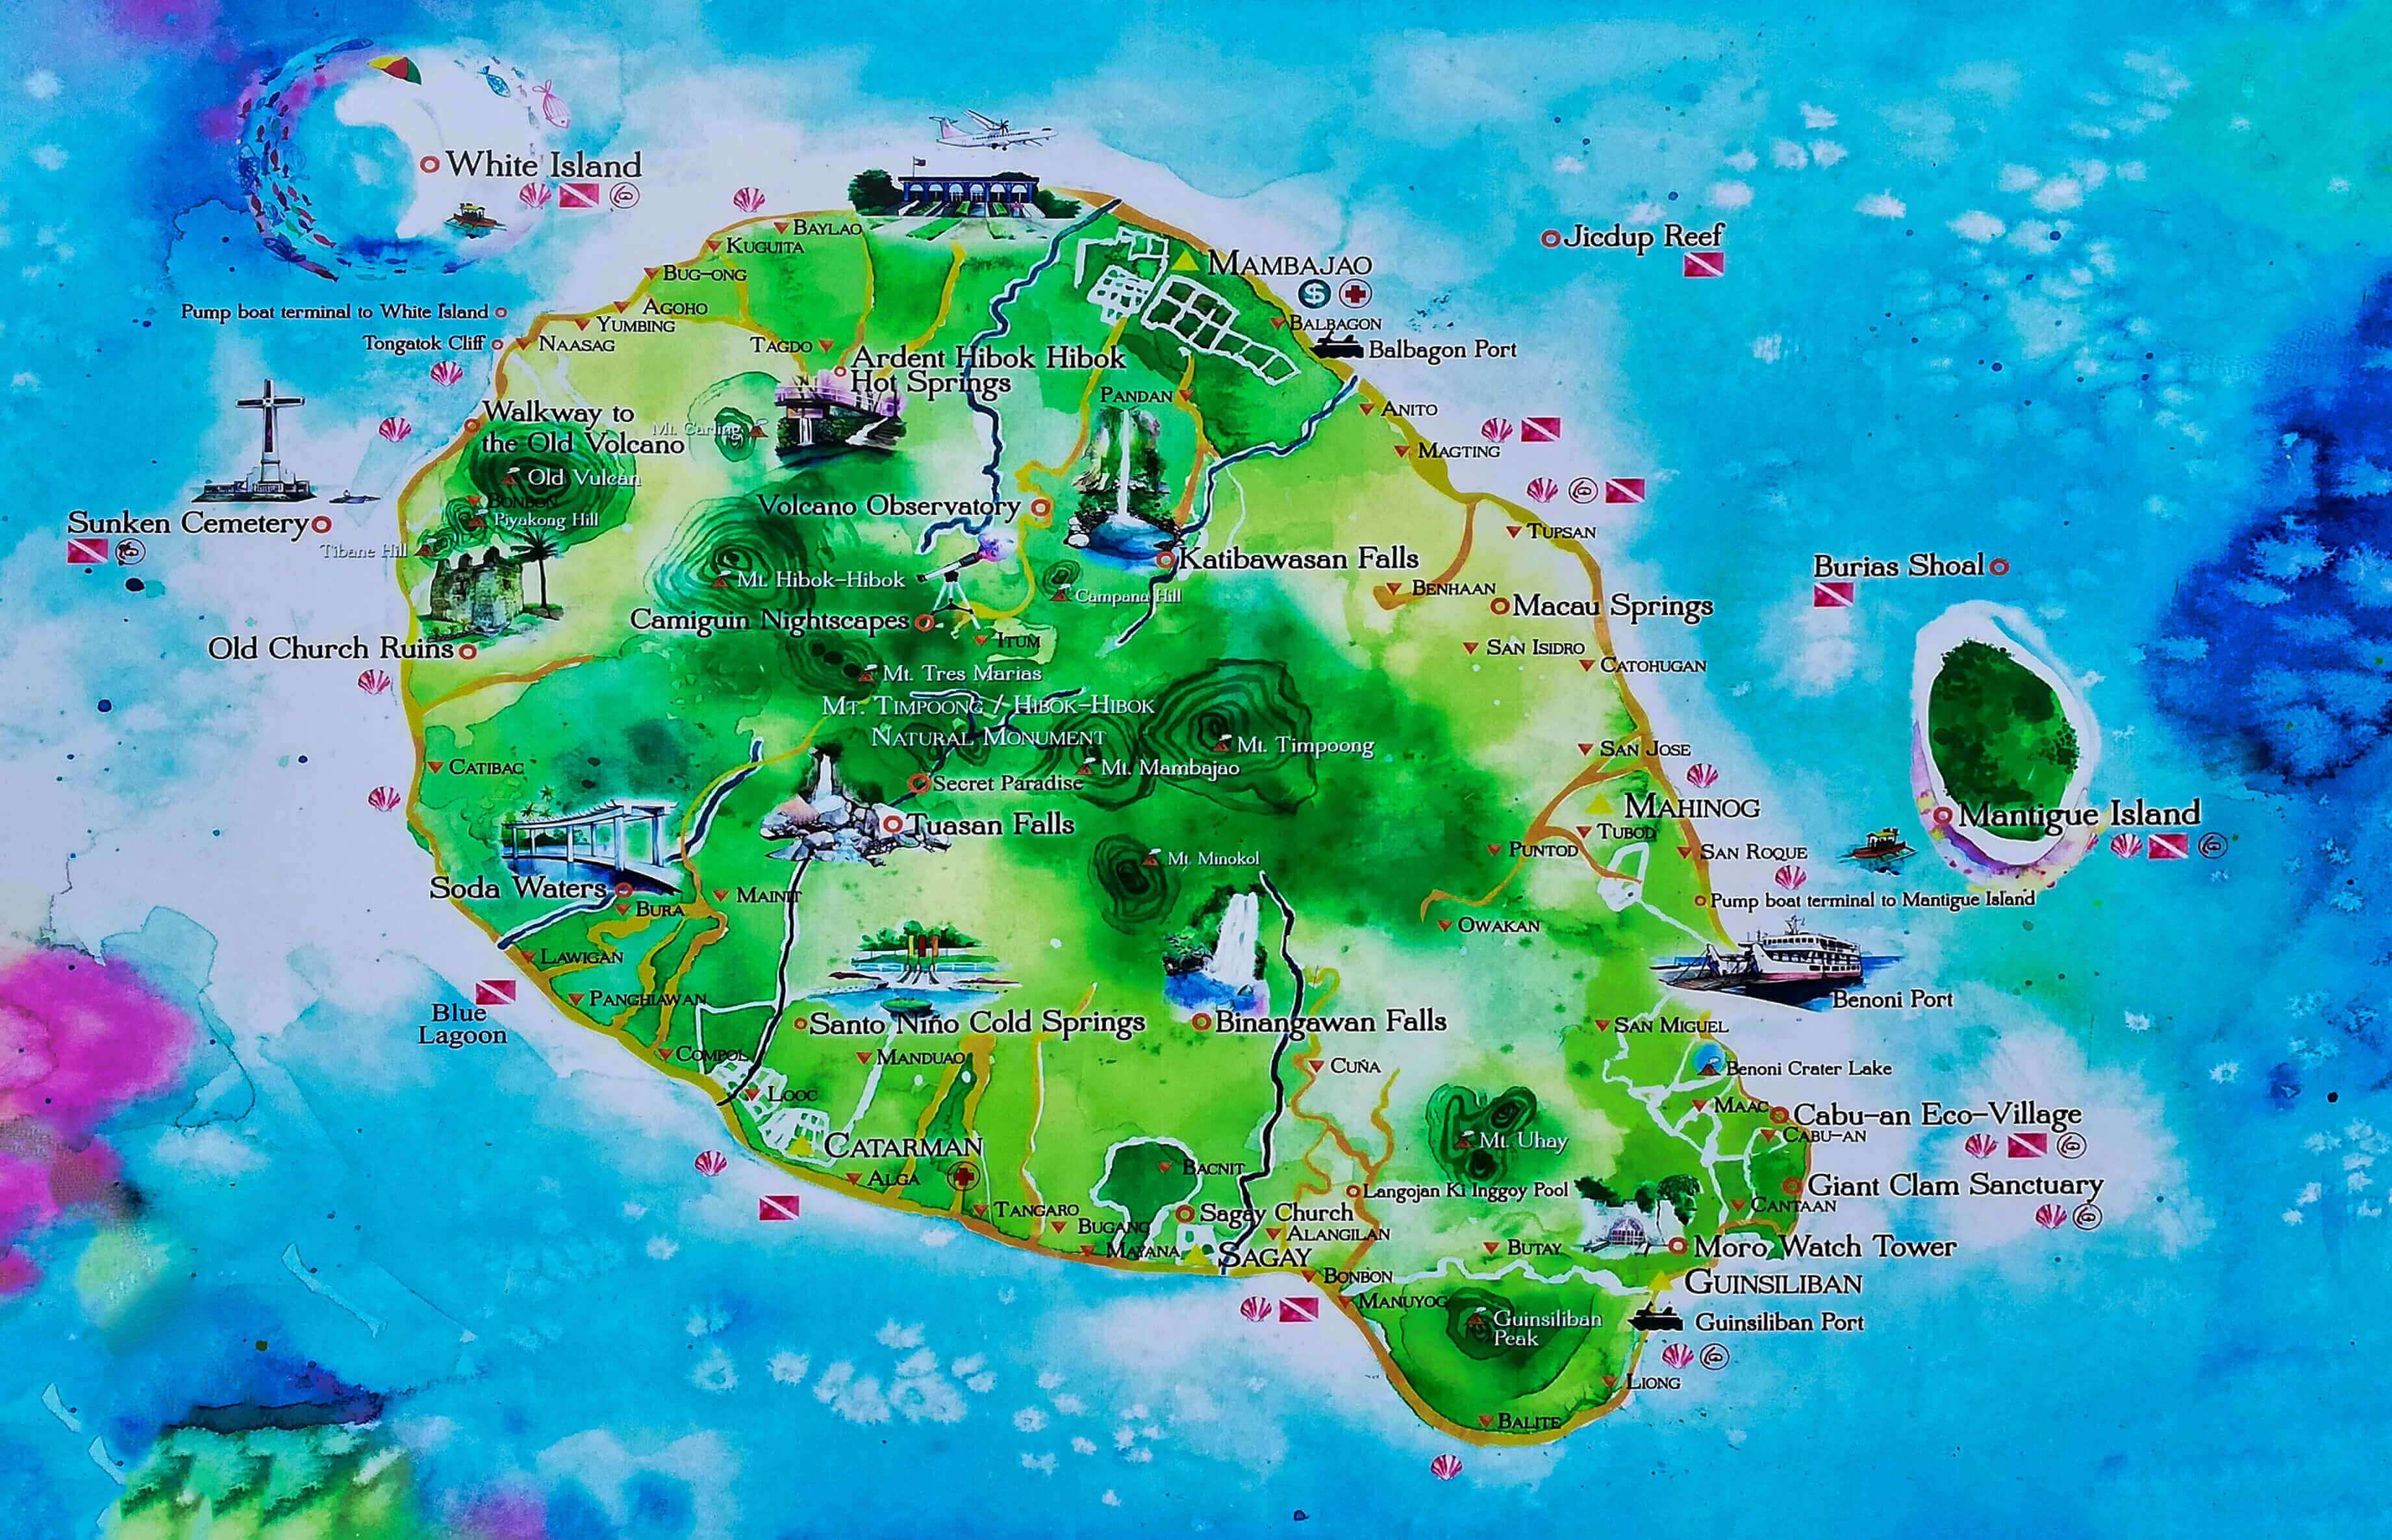 White Island
Jicdup Reef
Baylao
Kuguita
Bug-ong
Mambajao
$
Pump boat terminal to White Island
Agoho
Yumbing
Balbagon
Tongatok Cliff
Naasag
Tagdo
Balbagon Port
Ardent Hibok Hibok
Hot Springs
Pandan
Anito
Walkway to
the Old Volcano
Mt. Carling
Magting
Old Vulcan
Bonbon
Volcano Observatory
Piyakong Hill
Sunken Cemetery
Tibane Hill
Tupsan
Katibawasan Falls
Burias Shoal
Mt. Hibok-Hibok
Campana Hill
Benhaan
Macau Springs
Camiguin Nightscapes
Itum
Old Church Ruins
San Isidro
Catohugan
Mt. Tres Marias
Mt. Timpoong / Hibok-Hibok
Natural Monument
Mt. Timpoong
San Jose
Catibac
Mt. Mambajao
Secret Paradise
Mahinog
Mantigue Island
Tuasan Falls
Tubod
Puntod
San Roque
Mt. Minokol
Soda Waters
Mainit
Bura
Pump boat terminal to Mantigue Island
Owakan
Lawigan
Panghiawan
Benoni Port
Blue
Lagoon
Santo Niño Cold Springs
Binangawan Falls
San Miguel
Compol
Manduao
Cuña
Benoni Crater Lake
Looc
Maac
Cabu-an Eco-Village
Cabu-an
Catarman
Mt. Uhay
Bacnit
Alga
Langojan Ki Inggoy Pool
Giant Clam Sanctuary
Cantaan
Tangaro
Sagay Church
Bugang
Alangilan
Mayana
Sagay
Butay
Moro Watch Tower
Bonbon
Guinsiliban
Manuyog
Guinsiliban
Peak
Guinsiliban Port
Liong
Balite